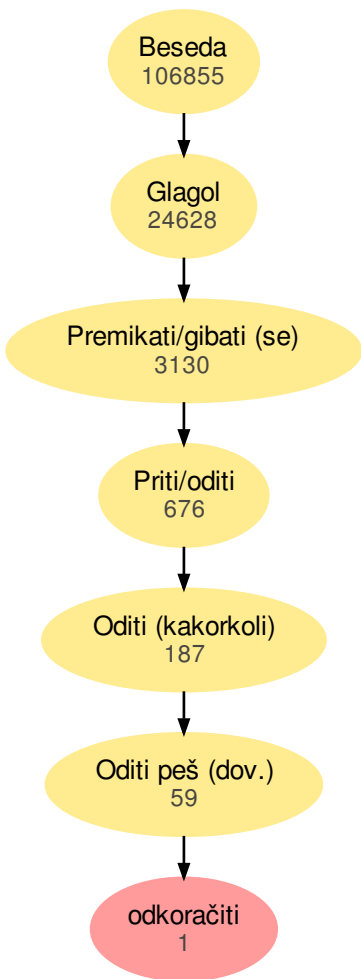 Beseda
106855
Glagol
24628
Premikati/gibati (se)
3130
Priti/oditi
676
Oditi (kakorkoli)
187
Oditi peš (dov.)
59
odkoračiti
1